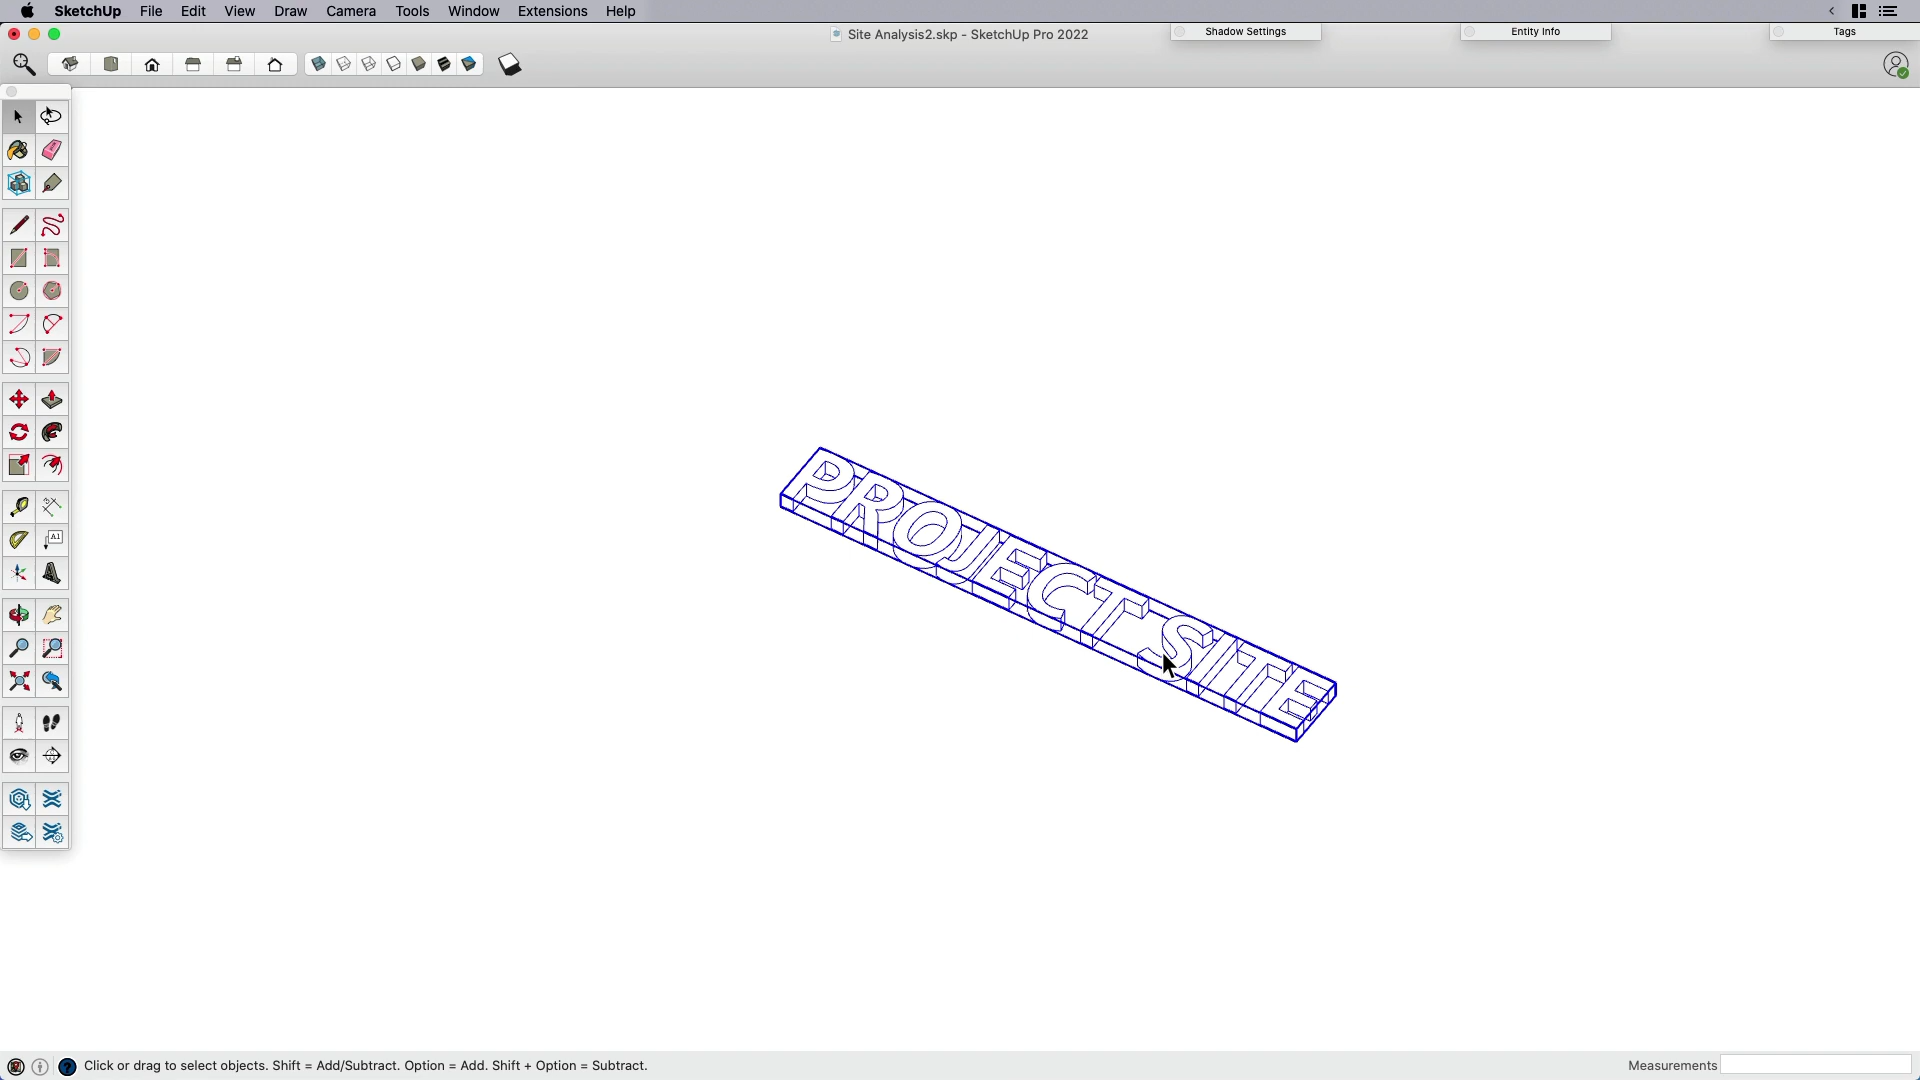 SketchUp File Edit View Draw Camera Tools Window Extensions Help
Site Analysis2.skp - SketchUp Pro 2022
Shadow Settings
Entity Info
Tags
A1
PROJECT SITE
Click or drag to select objects. Shift = Add/Subtract. Option = Add. Shift + Option = Subtract.
Measurements